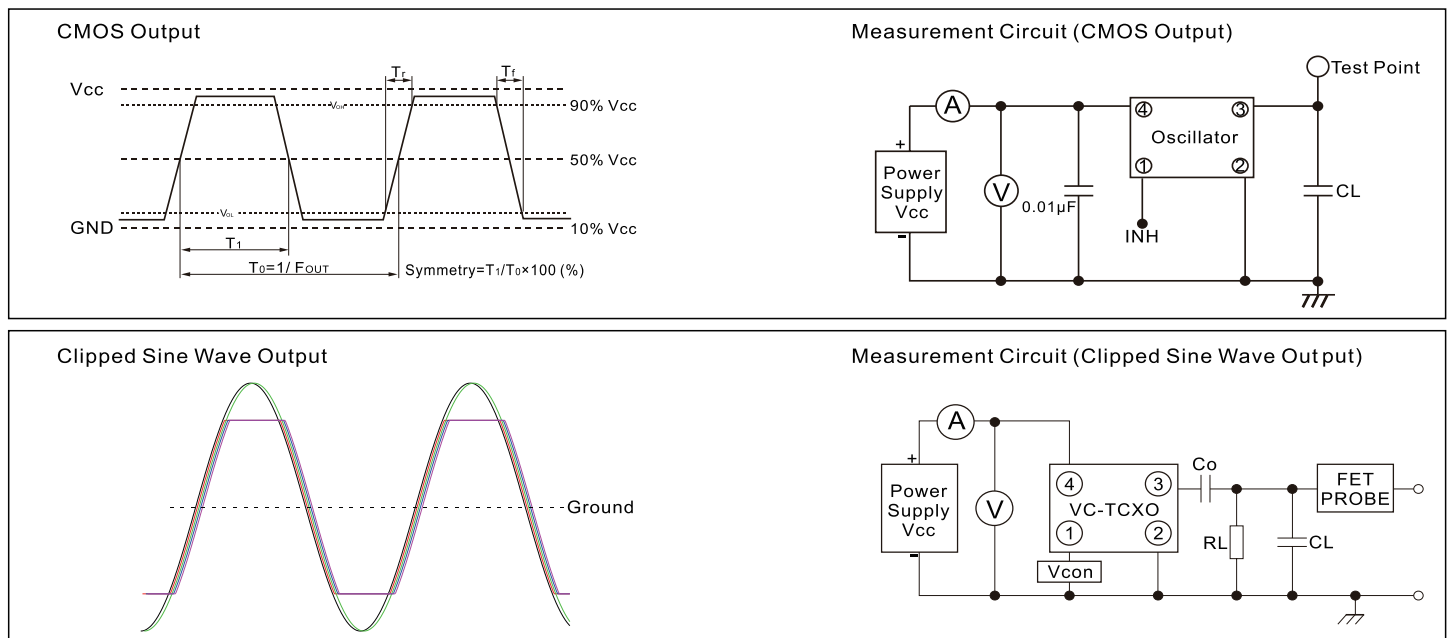 CMOS Output
Vcc
Tr
Tf
VOH
90% Vcc
50% Vcc
VOL
GND
10% Vcc
T1
T0=1/ FOUT
Symmetry=T1/T0×100 (%)
Measurement Circuit (CMOS Output)
Test Point
A
4
3
Oscillator
1
2
+
Power
Supply
Vcc
-
V
0.01µF
INH
CL
Clipped Sine Wave Output
Ground
Measurement Circuit (Clipped Sine Wave Output)
A
+
Power
Supply
Vcc
-
V
4
3
VC-TCXO
1
2
Vcon
Co
RL
CL
FET
PROBE